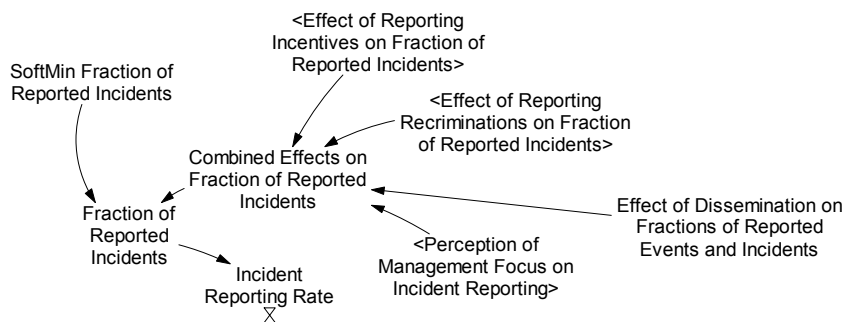 <Effect of Reporting
Incentives on Fraction of
Reported Incidents>
SoftMin Fraction of
Reported Incidents
<Effect of Reporting
Recriminations on Fraction
of Reported Incidents>
Combined Effects on
Fraction of Reported
Incidents
Effect of Dissemination on
Fractions of Reported
Events and Incidents
Fraction of
Reported
Incidents
<Perception of
Management Focus on
Incident Reporting>
Incident
Reporting Rate